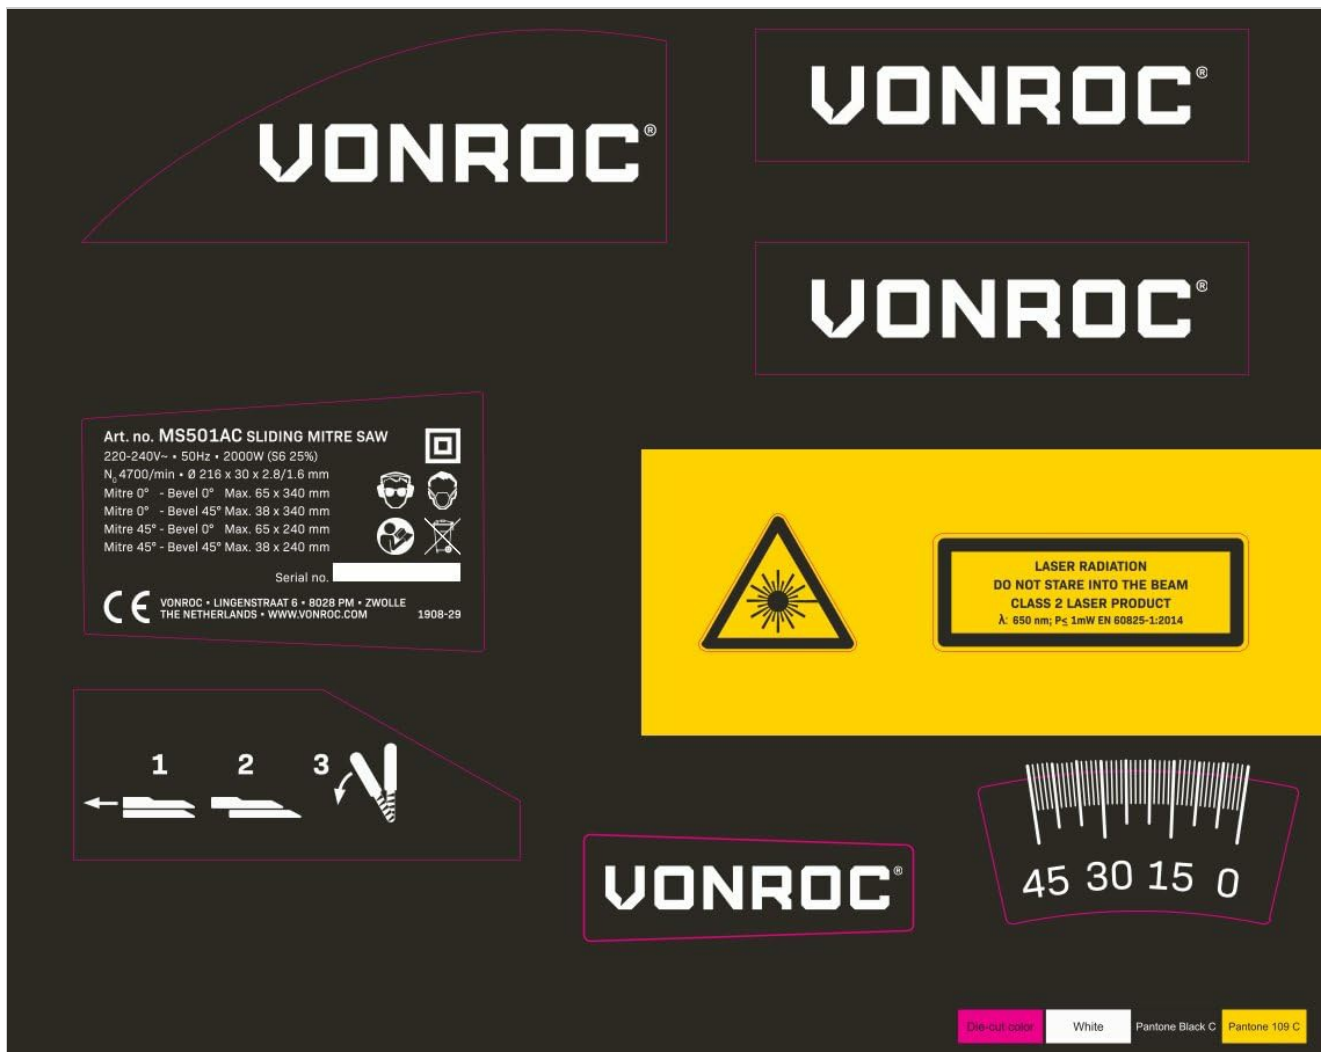 VONROC®
VONROC®
VONROC®
Art. no. MS501AC SLIDING MITRE SAW
220-240V~ • 50Hz • 2000W (S6 25%)
N₀ 4700/min • Ø 216 x 30 x 2.8/1.6 mm
Mitre 0° - Bevel 0° Max. 65 x 340 mm
Mitre 0° - Bevel 45° Max. 38 x 340 mm
Mitre 45° - Bevel 0° Max. 65 x 240 mm
Mitre 45° - Bevel 45° Max. 38 x 240 mm
Serial no.
CE
VONROC • LINGENSTRAAT 6 • 8028 PM • ZWOLLE
THE NETHERLANDS • WWW.VONROC.COM 1908-29
LASER RADIATION
DO NOT STARE INTO THE BEAM
CLASS 2 LASER PRODUCT
λ: 650 nm; P≤ 1mW EN 60825-1:2014
1 2 3
VONROC®
45 30 15 0
Die-cut color White Pantone Black C Pantone 109 C